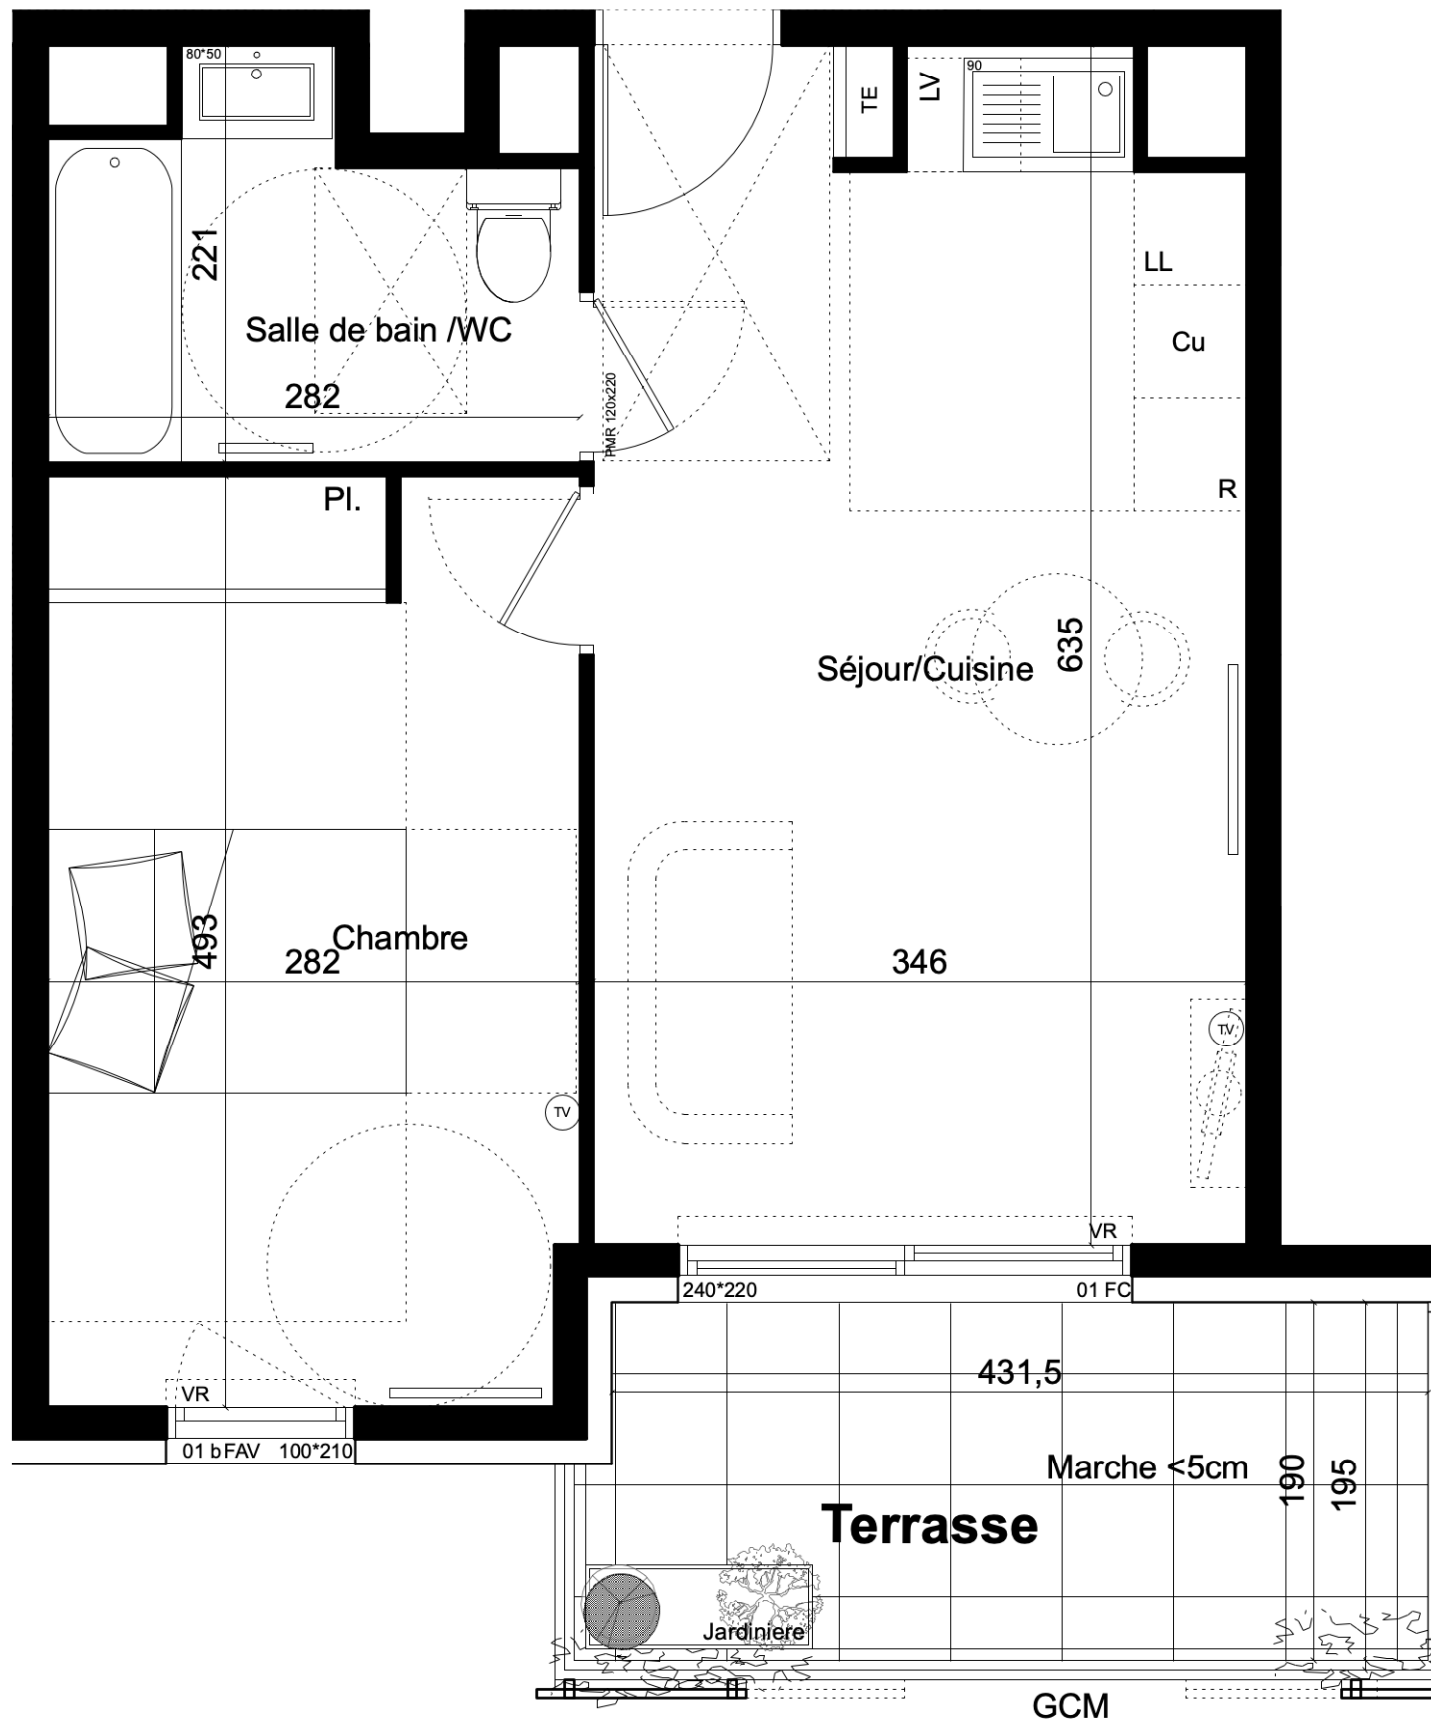 80*50
TE
LV
90
221
LL
Salle de bain /WC
Cu
282
PMR 120x220
Pl.
R
635
Séjour/Cuisine
493
Chambre
282
346
TV
TV
VR
240*220
01 FC
431,5
VR
01 bFAV
100*210
Marche <5cm
190
195
Terrasse
Jardiniere
GCM